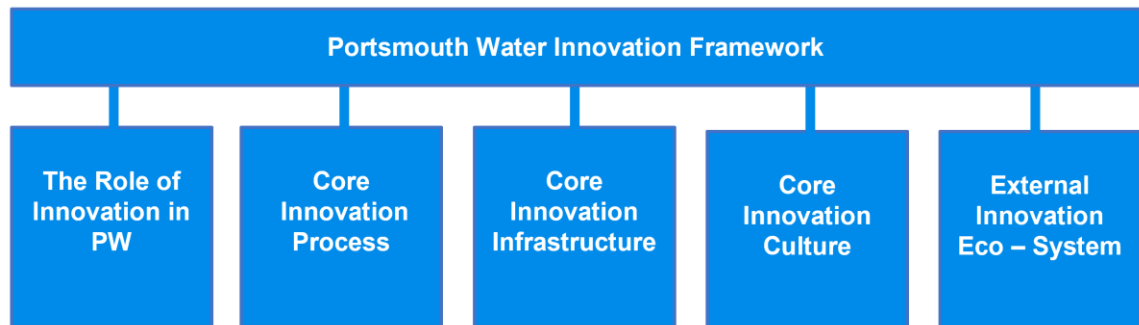 Portsmouth Water Innovation Framework
The Role of
Innovation in
PW
Core
Innovation
Process
Core
Innovation
Infrastructure
Core
Innovation
Culture
External
Innovation
Eco – System